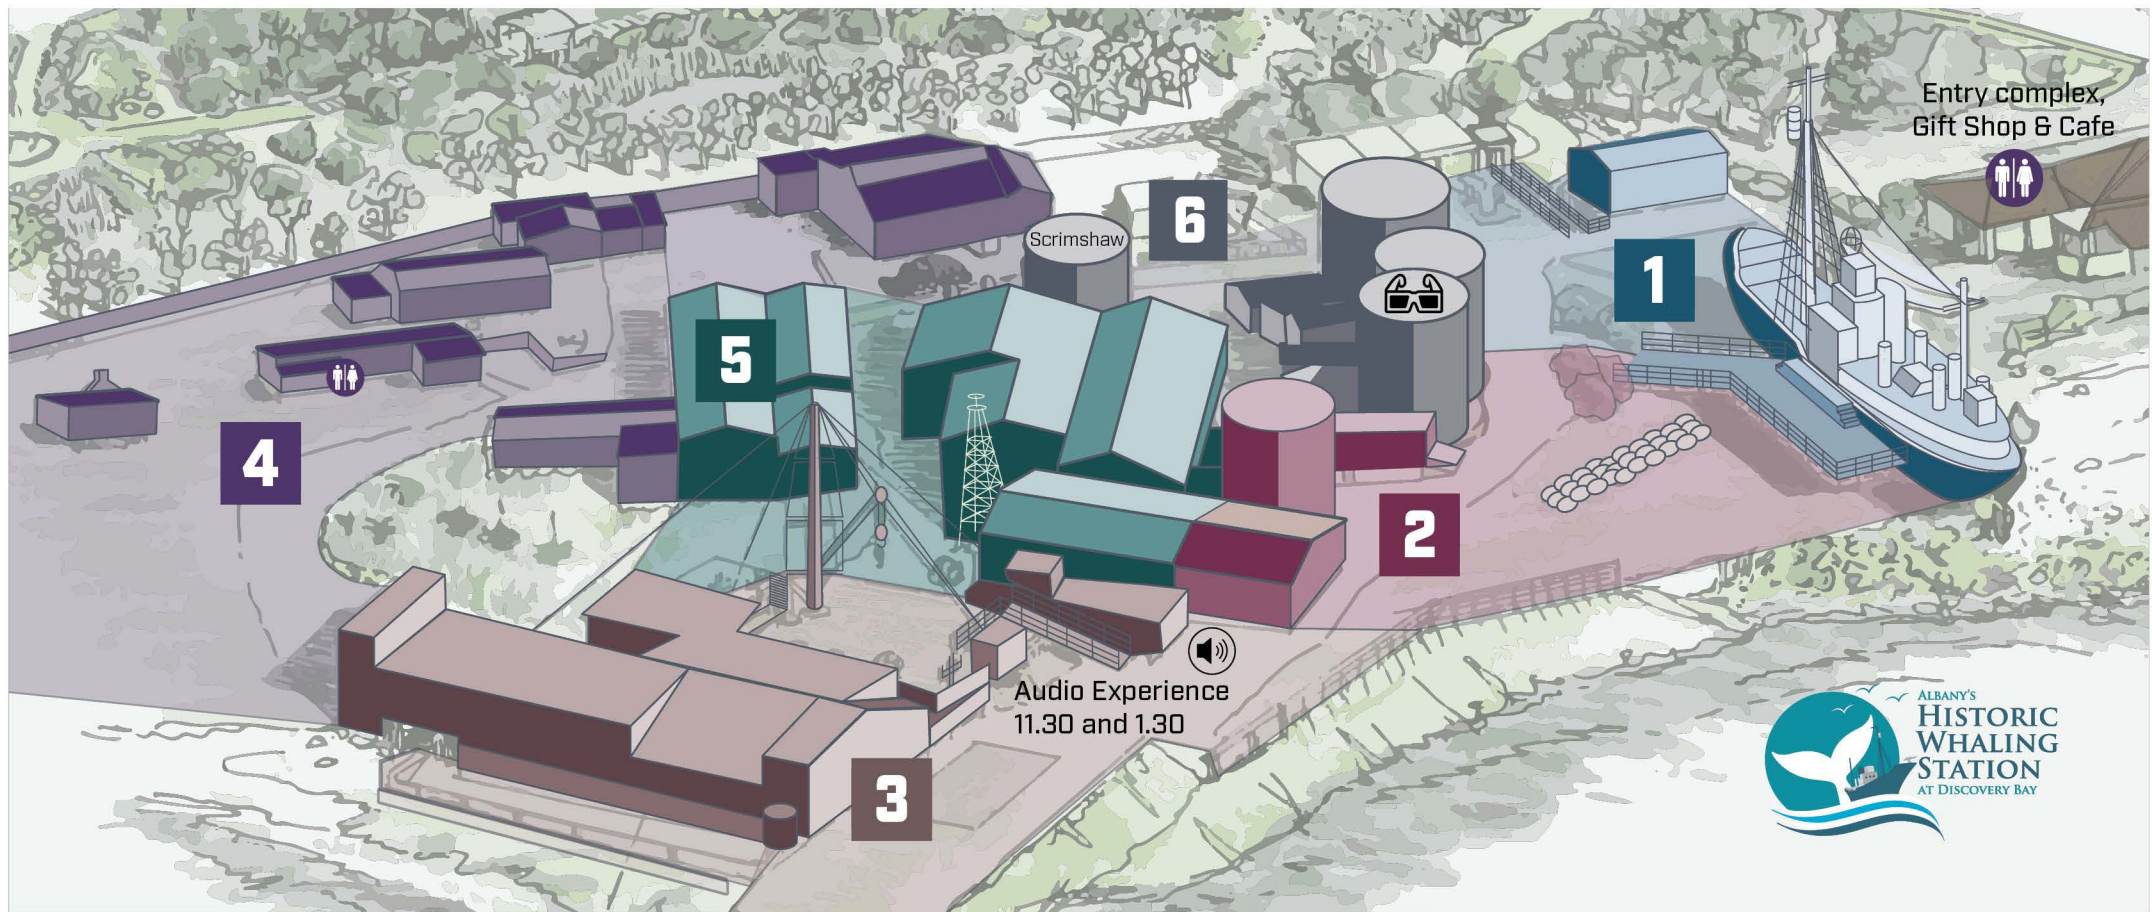 Entry complex,
Gift Shop & Cafe
6
Scrimshaw
1
5
4
2
Audio Experience
11.30 and 1.30
3
ALBANY'S
HISTORIC
WHALING
STATION
AT DISCOVERY BAY